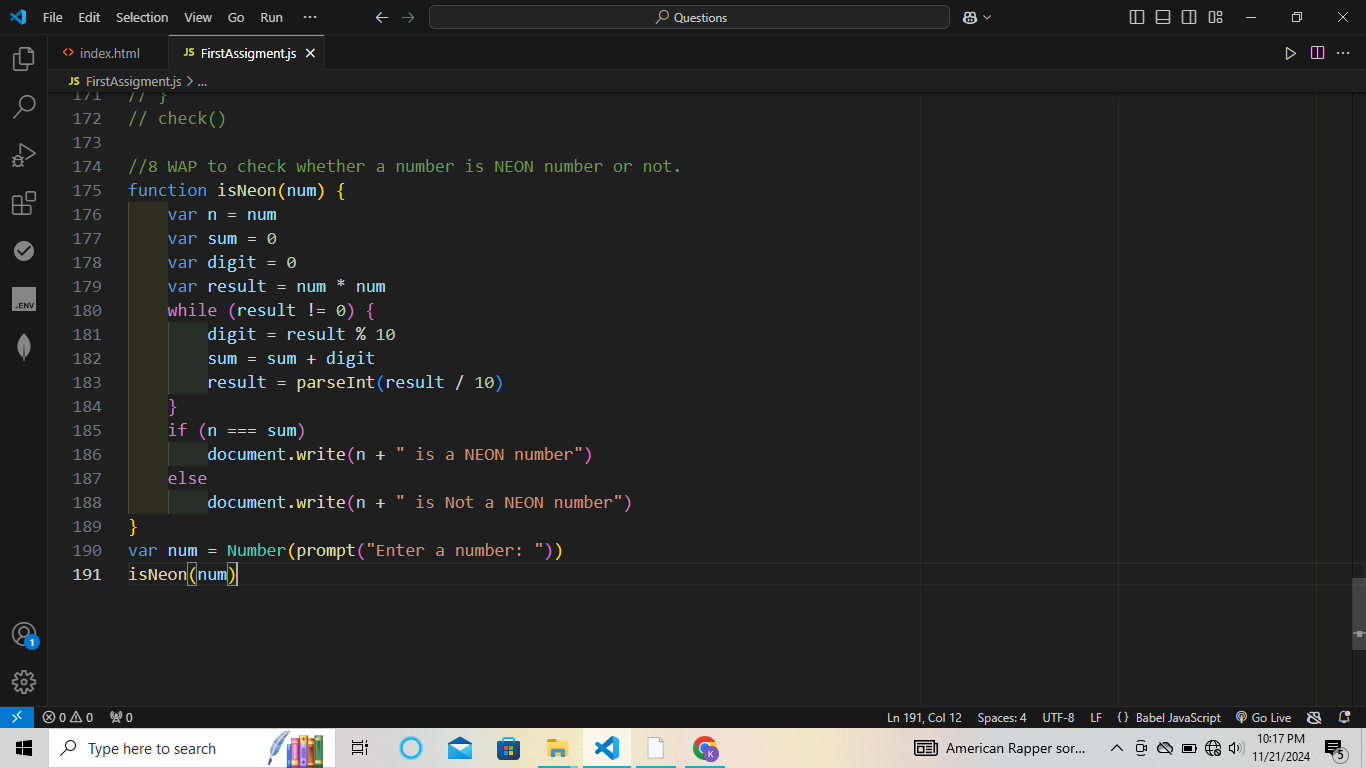 File Edit Selection View Go Run ··· Questions
index.html JS FirstAssigment.js
JS FirstAssigment.js > ...
171 // }
172 // check()
173
174 //8 WAP to check whether a number is NEON number or not.
175 function isNeon(num) {
176 var n = num
177 var sum = 0
178 var digit = 0
179 var result = num * num
180 while (result != 0) {
181 digit = result % 10
182 sum = sum + digit
183 result = parseInt(result / 10)
184 }
185 if (n === sum)
186 document.write(n + " is a NEON number")
187 else
188 document.write(n + " is Not a NEON number")
189 }
190 var num = Number(prompt("Enter a number: "))
191 isNeon(num)
.ENV
1
0 0 0 Ln 191, Col 12 Spaces: 4 UTF-8 LF {} Babel JavaScript Go Live
Type here to search K American Rapper sor... 10:17 PM
11/21/2024 5